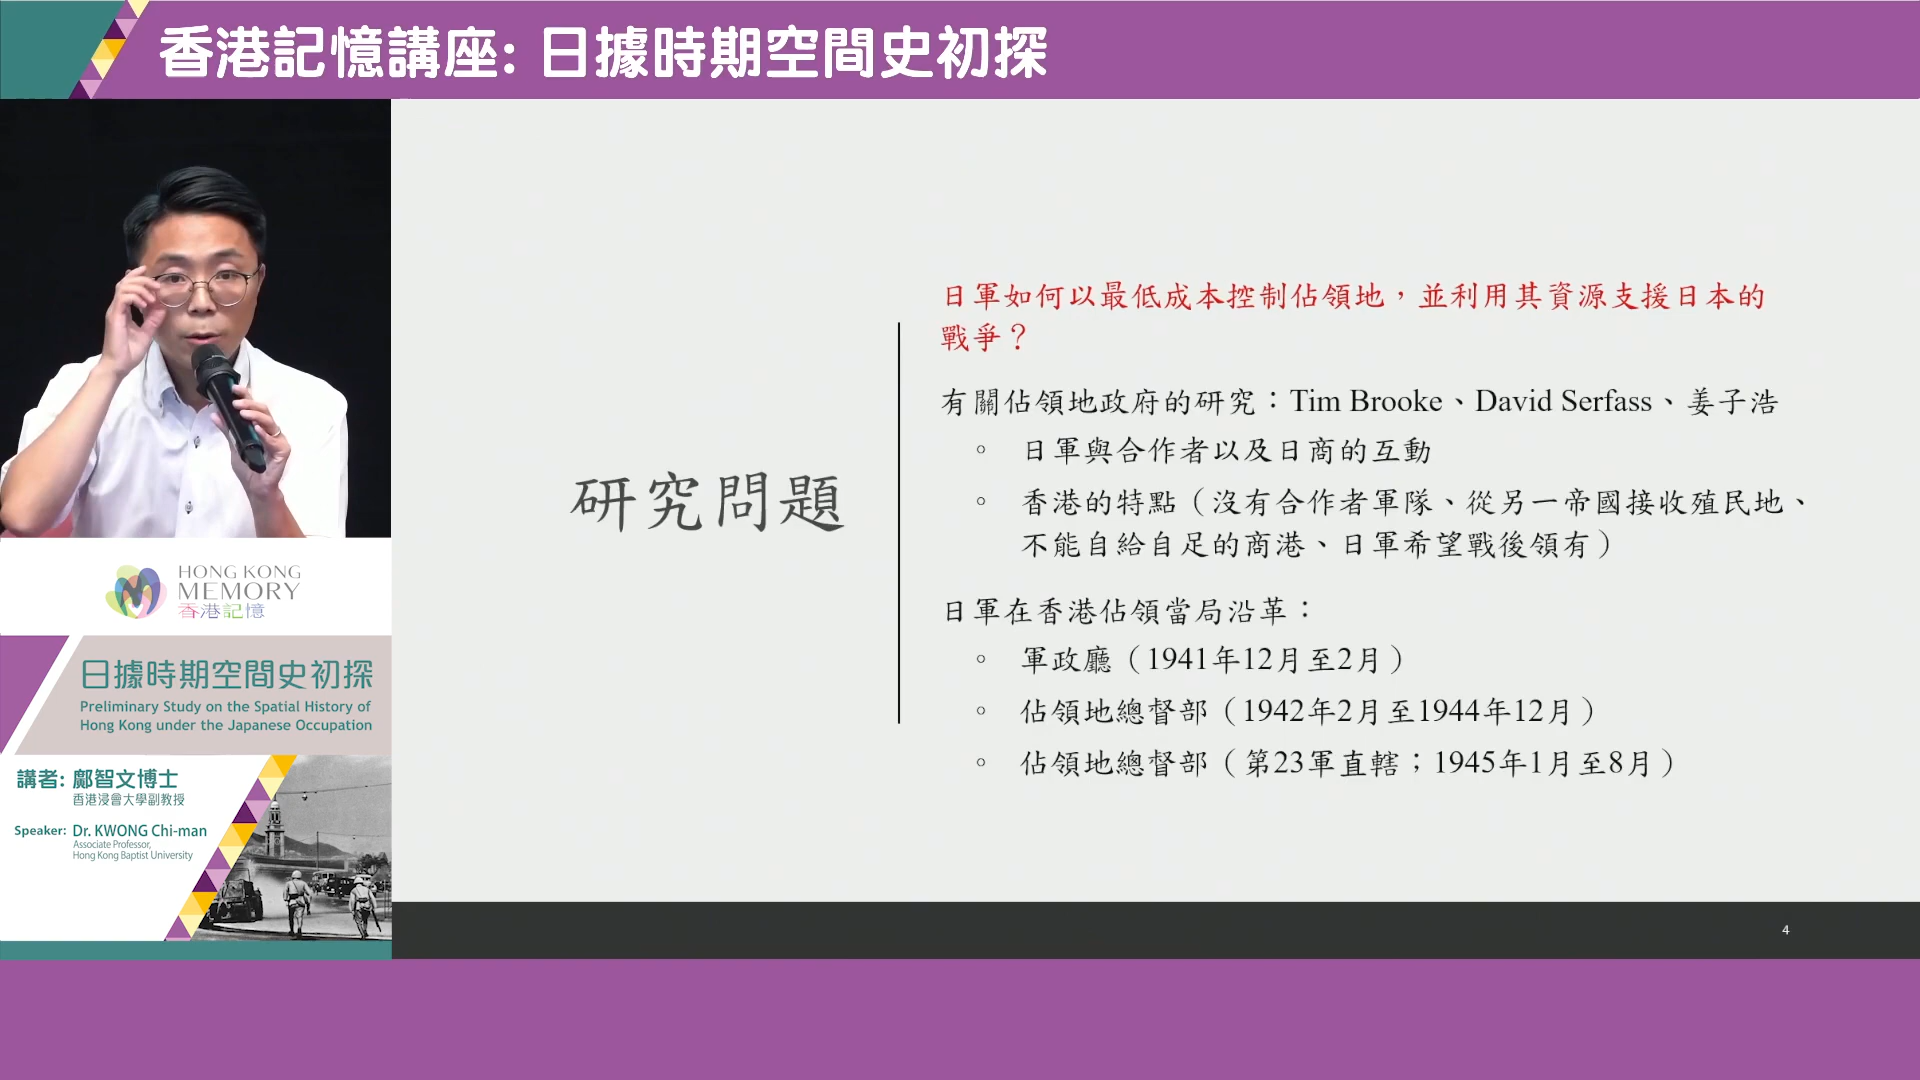 香港記憶講座: 日據時期空間史初探
研究問題
日軍如何以最低成本控制佔領地，並利用其資源支援日本的
戰爭？
有關佔領地政府的研究：Tim Brooke、David Serfass、姜子浩
◦ 日軍與合作者以及日商的互動
◦ 香港的特點（沒有合作者軍隊、從另一帝國接收殖民地、
不能自給自足的商港、日軍希望戰後領有）
日軍在香港佔領當局沿革：
◦ 軍政廳（1941年12月至2月）
◦ 佔領地總督部（1942年2月至1944年12月）
◦ 佔領地總督部（第23軍直轄；1945年1月至8月）
4
HONG KONG
MEMORY
香港記憶
日據時期空間史初探
Preliminary Study on the Spatial History of
Hong Kong under the Japanese Occupation
講者: 鄺智文博士
香港浸會大學副教授
Speaker: Dr. KWONG Chi-man
Associate Professor,
Hong Kong Baptist University